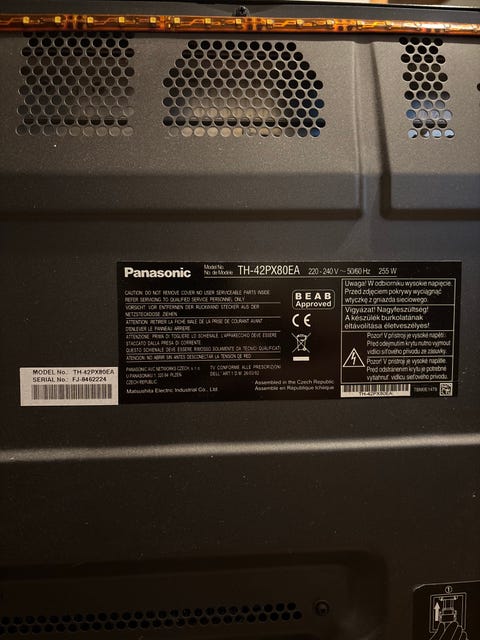 Panasonic
Model No.
No. de Modele
TH-42PX80EA
220 - 240 V ~ 50/60 Hz
255 W
CAUTION: DO NOT REMOVE COVER NO USER SERVICEABLE PARTS INSIDE
REFER SERVICING TO QUALIFIED SERVICE PERSONNEL ONLY
VORSICHT: VOR ENTFERNEN DER RUCKWAND STECKER AUS DER
NETZSTECKDOSE ZIEHEN
ATTENTION: RETIRER LA FICHE MALE DE LA PRISE DE COURANT AVANT
D'ENLEVER LE PANNEAU ARRIERE
ATTENZIONE, PRIMA DI TOGLIERE LO SCHIENALE, L'APPARECCHIO DEVE ESSERE
STACCATO DALLA PRESA DI CORRENTE
QUESTO SCHIENALE DEVE ESSERE RIMOSSO SOLAMENTE DA TECNICI QUALIFICATI
ATENCION: NO ABRIR ANTES DE DESCONECTAR LA TENSION DE RED
BEAB
Approved
CE
Uwaga! W odborniku wysokie napięcie.
Przed zdjęciem pokrywy wyciągnąć
wtyczkę z gniazda sieciowego.
Vigyázat! Nagyfeszültség!
A készülék burkolatának
eltávolítása életveszélyes!
Pozor! V přístroji je vysoké napětí.
Před odejmutím krytu nutno vyjmout
vidlici síťového přívodu ze zásuvky.
Pozor! V prístroji je vysoké napätie.
Pred odstránením krytu je potrebné
vytiahnuť vidlicu sieťového prívodu.
MODEL No.: TH-42PX80EA
SERIAL No.: FJ-8462224
PANASONIC AVC NETWORKS CZECH, s.r.o.
U PANASONIKU 1, 320 84 PLZEN
CZECH REPUBLIC
Matsushita Electric Industrial Co., Ltd.
TV CONFORME ALLE PRESCRIZIONI
DELL' ART 1 D.M. 26/03/92
Assembled in the Czech Republic
Assemblé en République tchèque
TH-42PX80EA
1